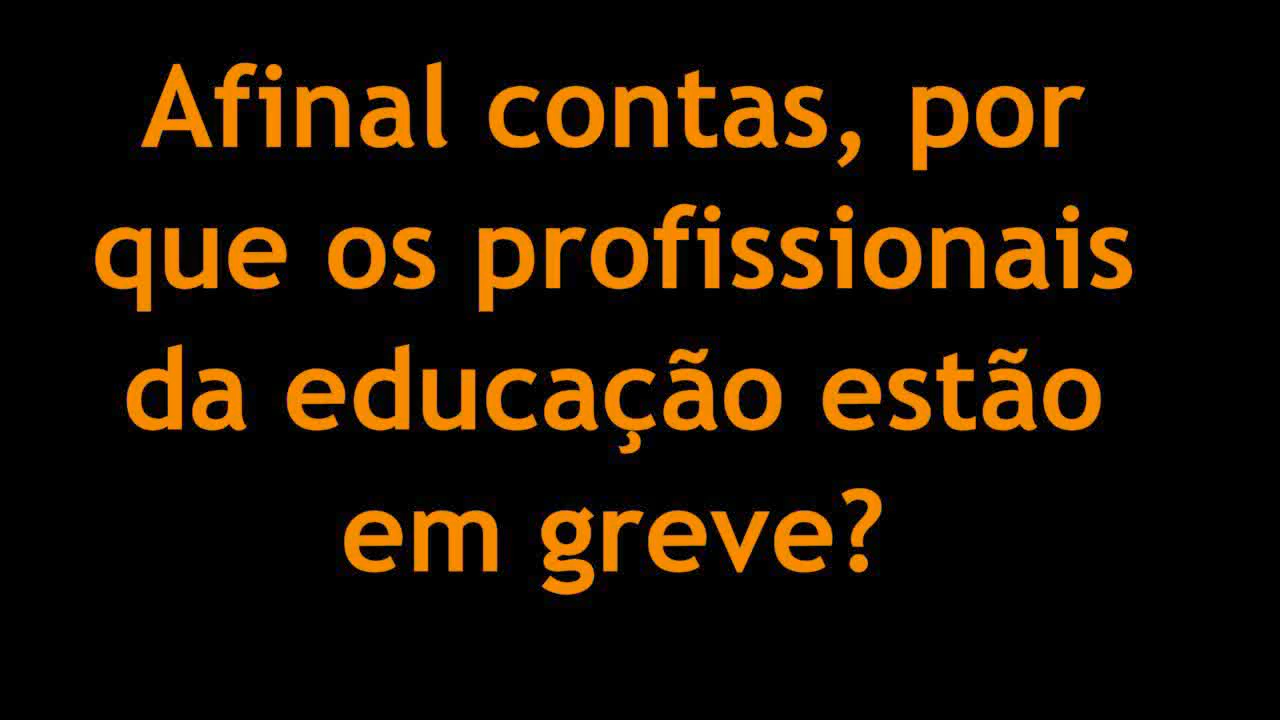 Afinal contas, por
que os profissionais
da educação estão
em greve?